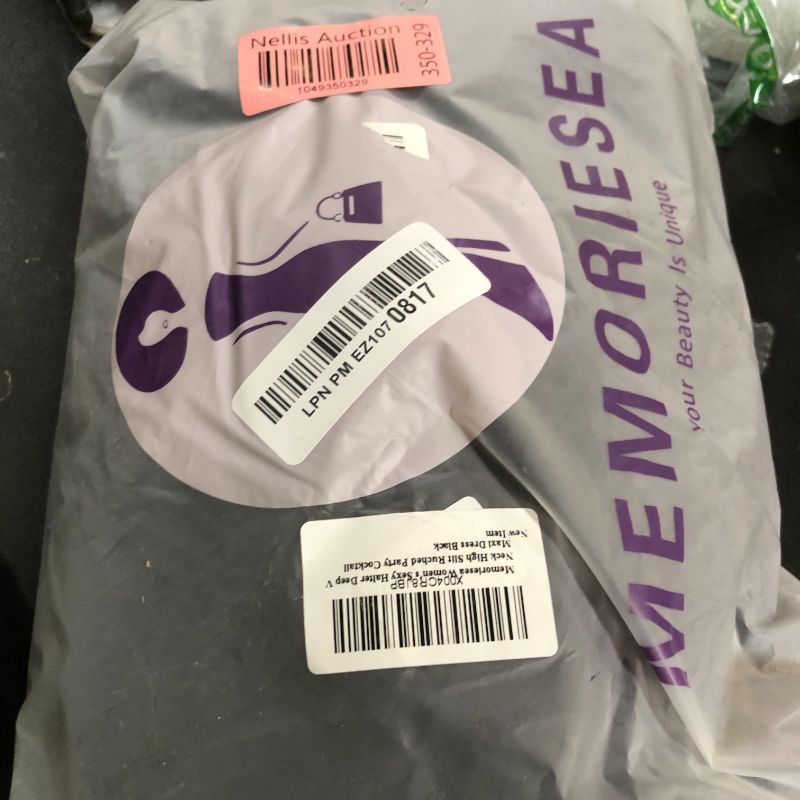 Nellis Auction
1049350329
350-329
MEMORIESEA
your Beauty Is Unique
LPN PM EZ107 0817
X004CR8JBP
Memoriesea Women's Sexy Halter Deep V
Neck High Slit Ruched Party Cocktail
Maxi Dress Black
New Item